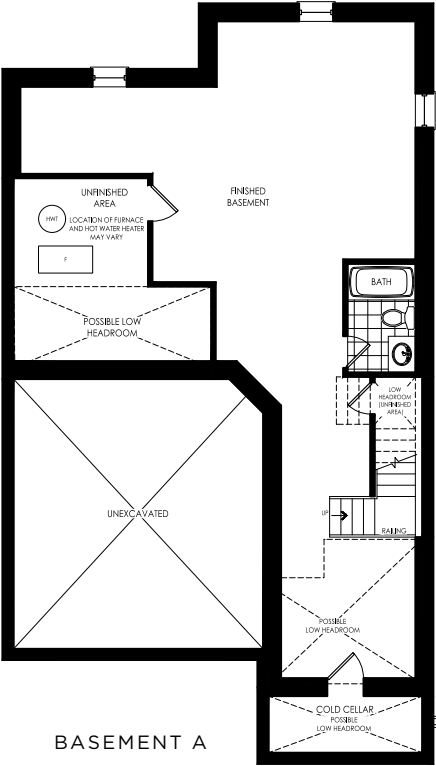 UNFINISHED
AREA
HWT
LOCATION OF FURNACE
AND HOT WATER HEATER
MAY VARY
F
FINISHED
BASEMENT
POSSIBLE LOW
HEADROOM
BATH
LOW
HEADROOM
(UNFINISHED
AREA)
UNEXCAVATED
UP
RAILING
POSSIBLE
LOW HEADROOM
COLD CELLAR
POSSIBLE
LOW HEADROOM
BASEMENT A